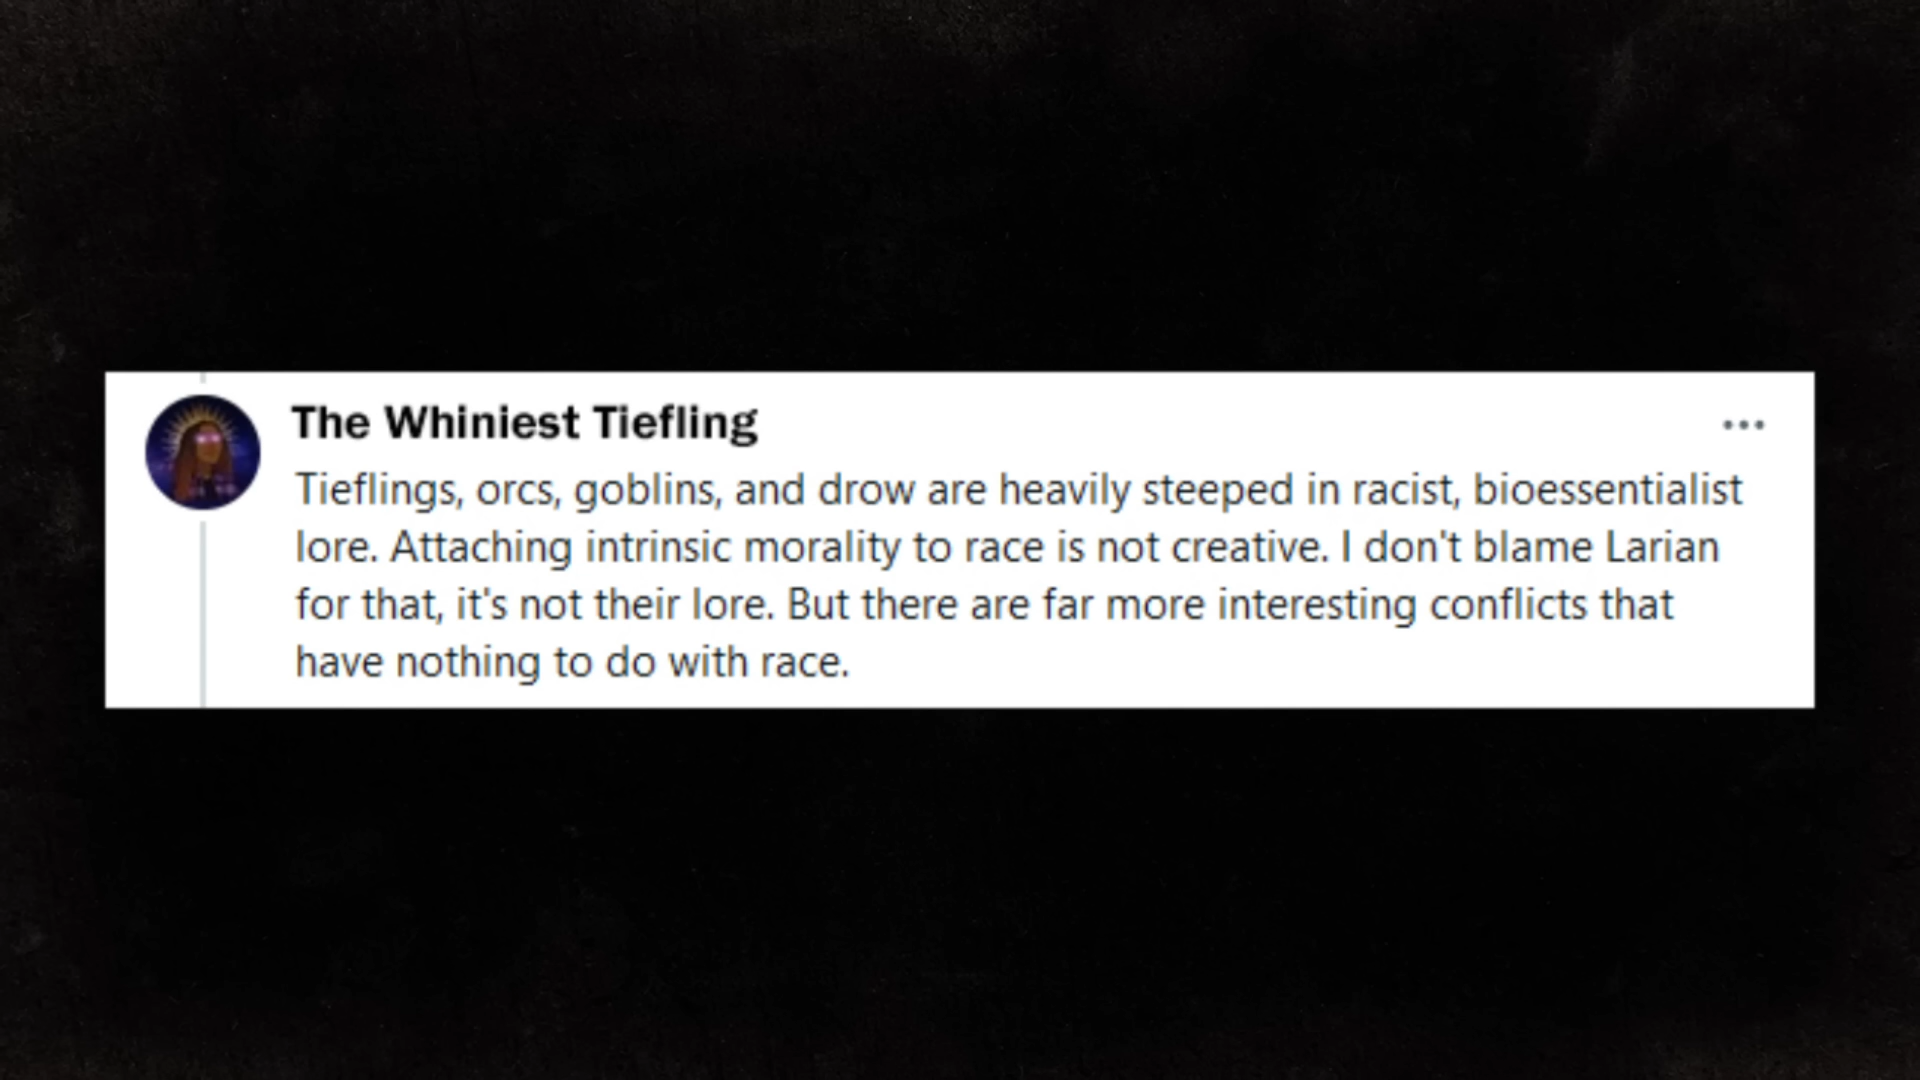 The Whiniest Tiefling
Tieflings, orcs, goblins, and drow are heavily steeped in racist, bioessentialist
lore. Attaching intrinsic morality to race is not creative. I don't blame Larian
for that, it's not their lore. But there are far more interesting conflicts that
have nothing to do with race.